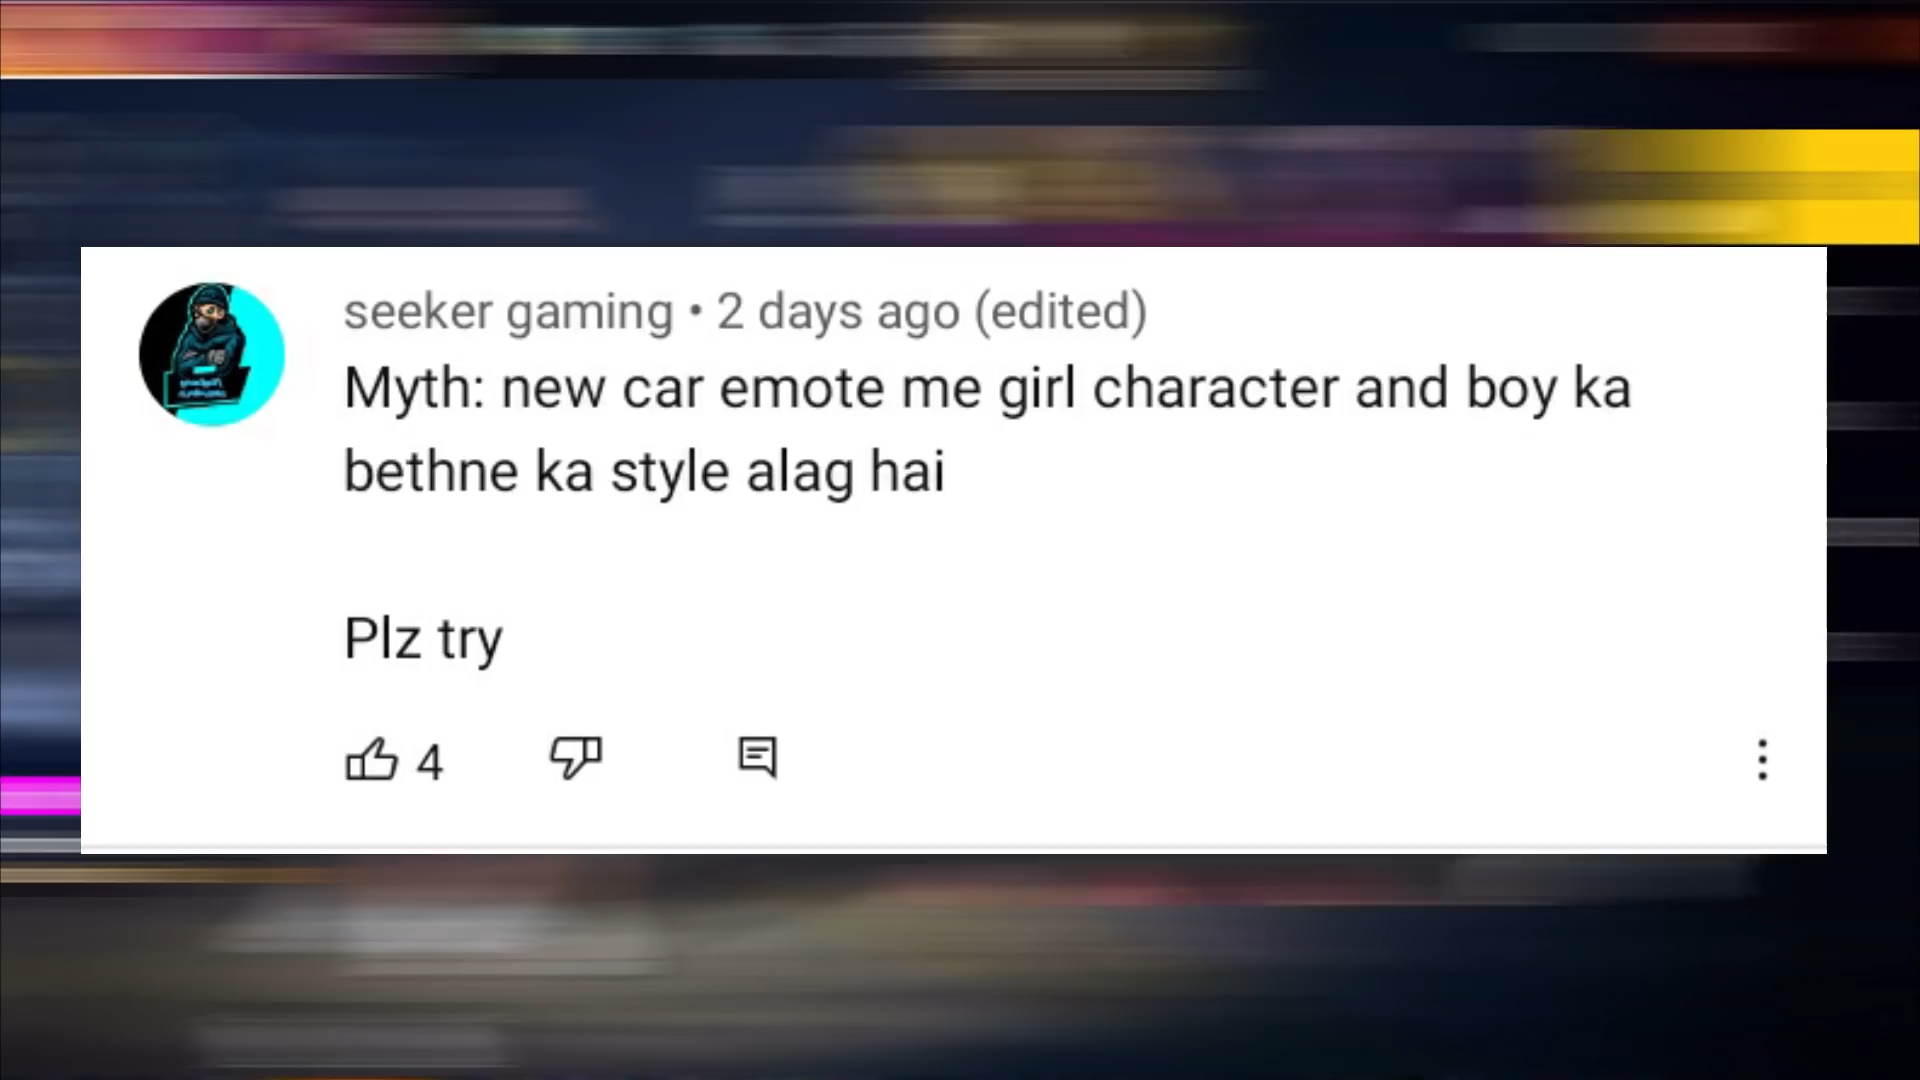 seeker gaming • 2 days ago (edited)
Myth: new car emote me girl character and boy ka
bethne ka style alag hai
Plz try
4